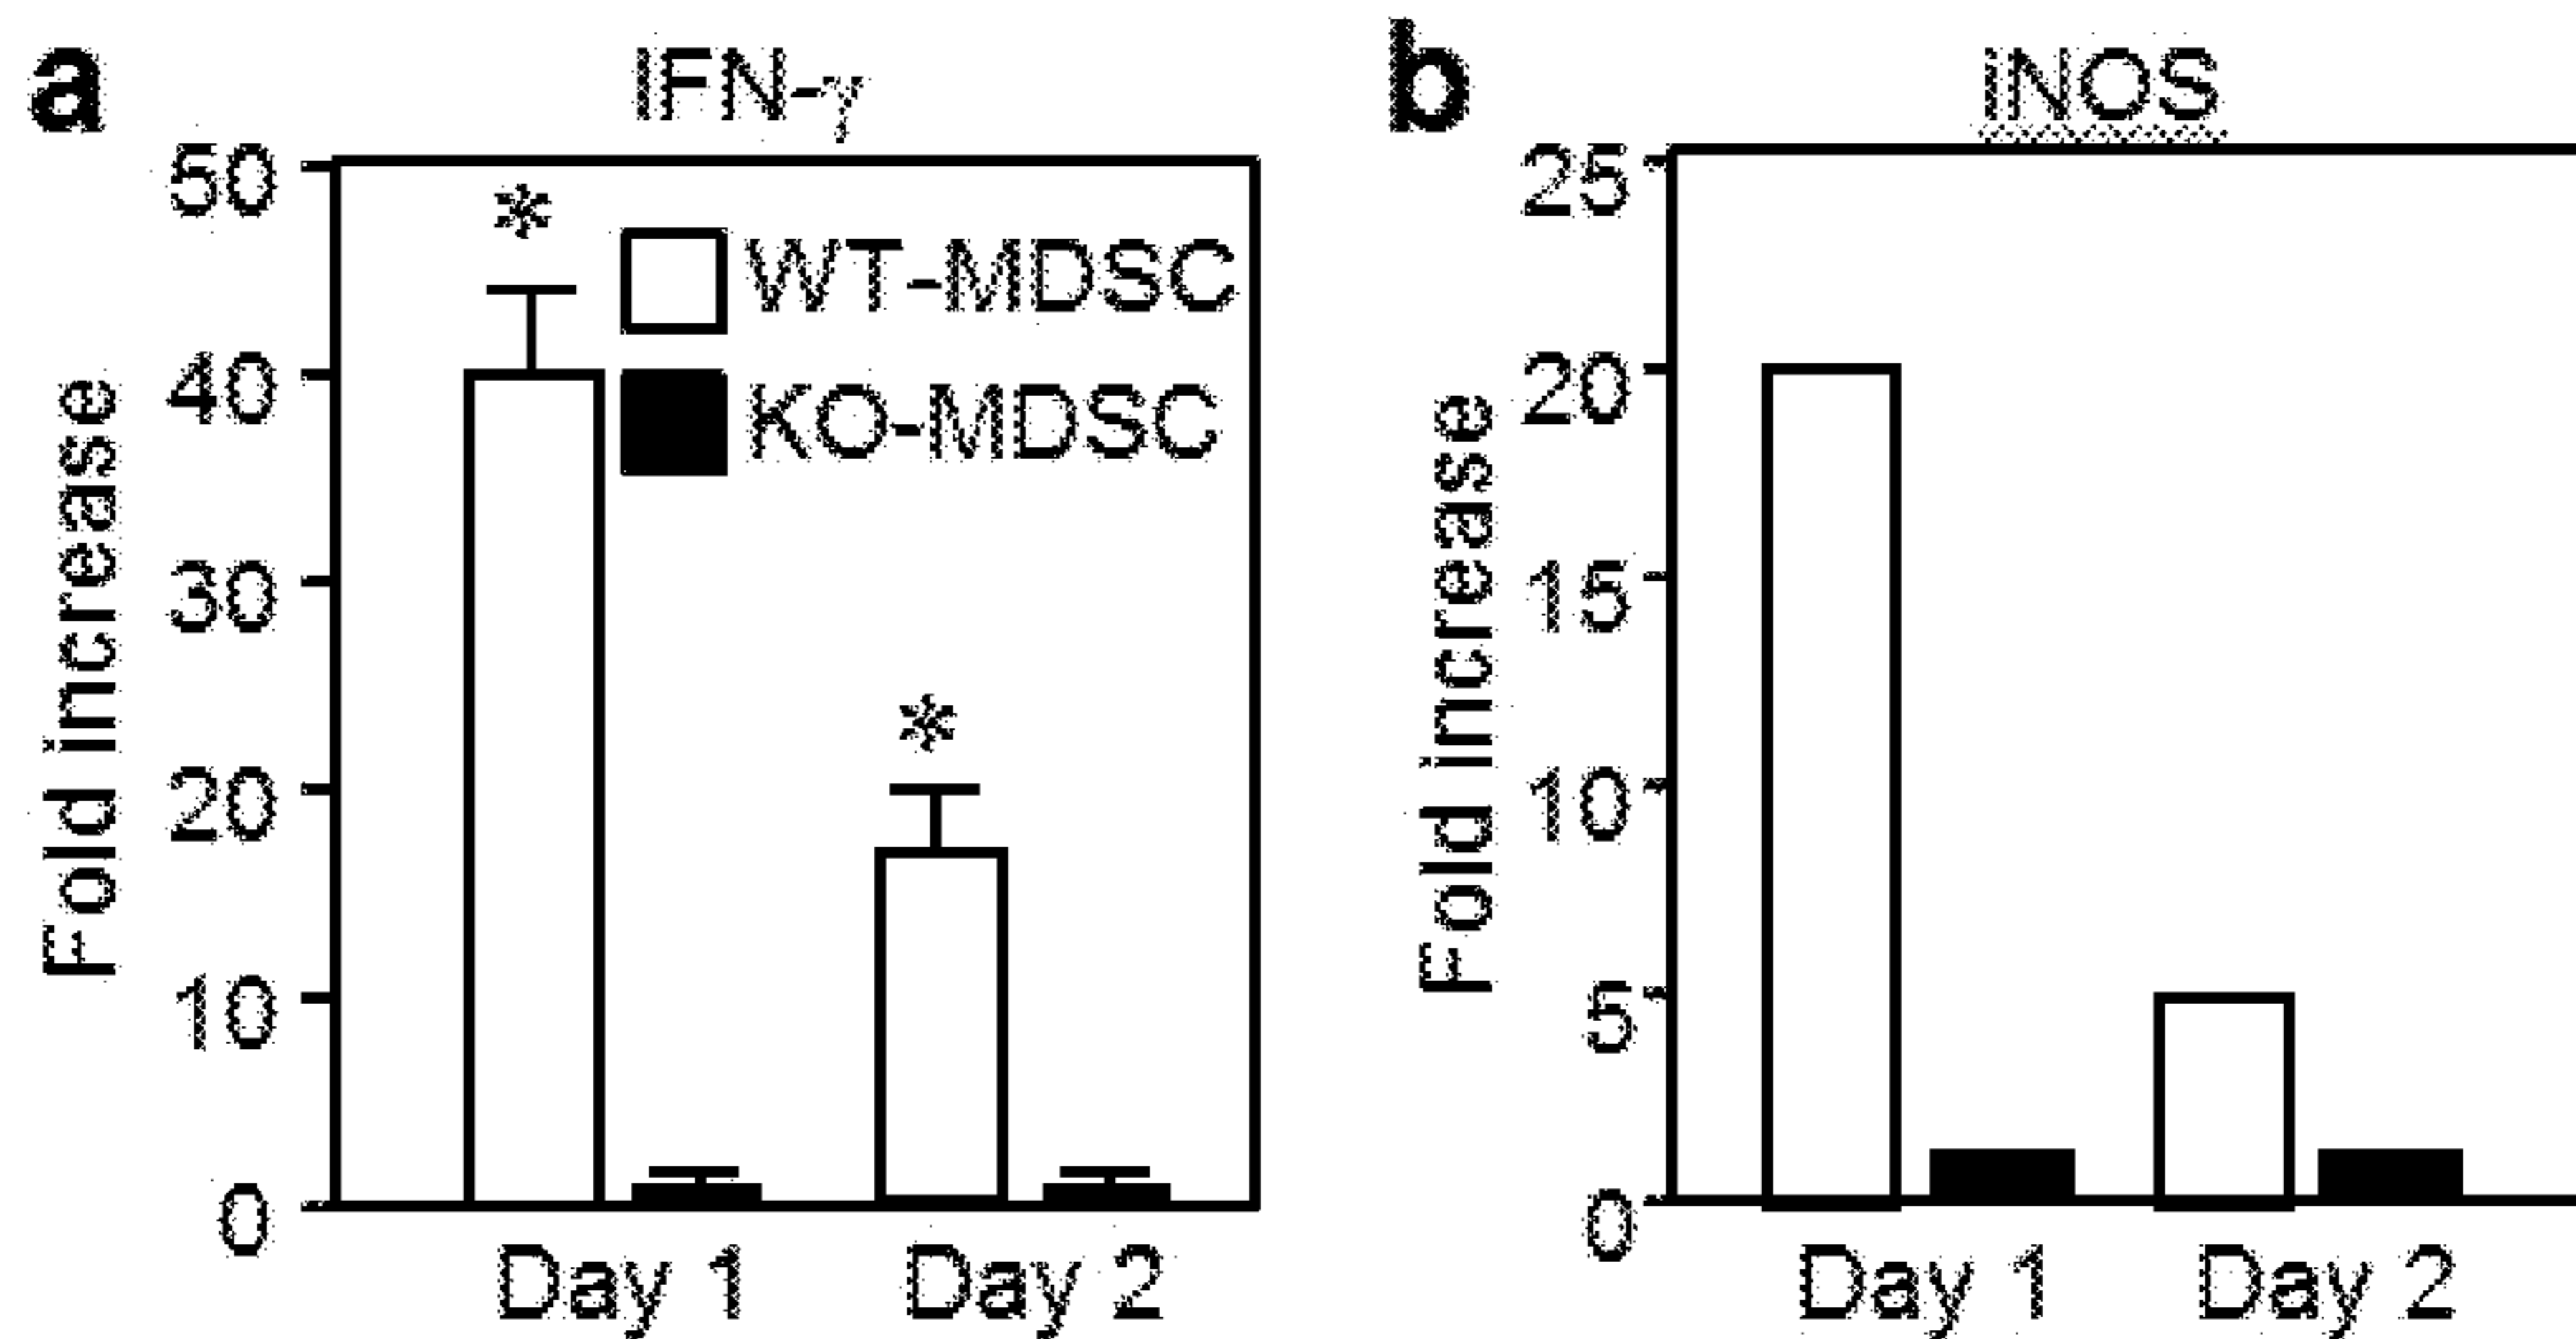 a
IFN-γ
Fold increase
50
40
30
20
10
0
*
*
WT-MDSC
KO-MDSC
Day 1
Day 2
b
iNOS
Fold increase
25
20
15
10
5
0
Day 1
Day 2